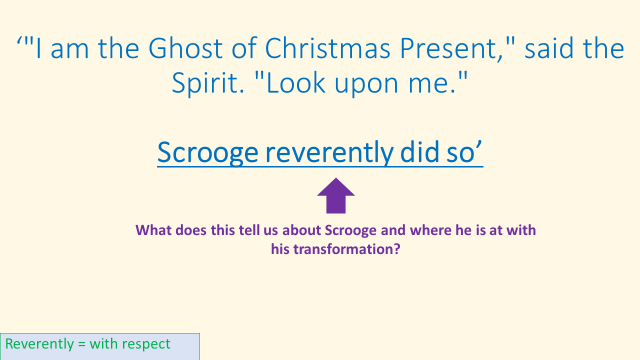 ‘"I am the Ghost of Christmas Present," said the
Spirit. "Look upon me."
Scrooge reverently did so’
What does this tell us about Scrooge and where he is at with
his transformation?
Reverently = with respect